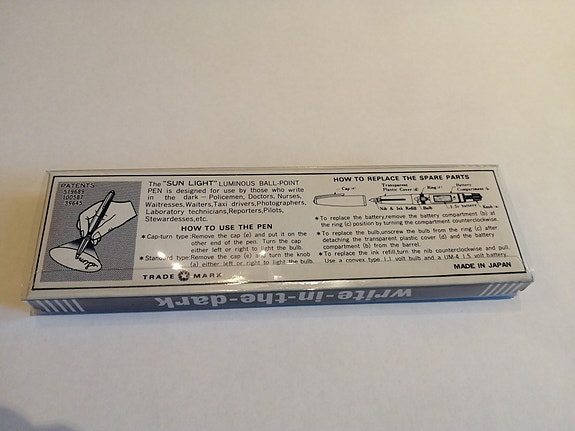 PATENTS
519689
100587
39645
The "SUN LIGHT" LUMINOUS BALL-POINT
PEN is designed for use by those who write
in the dark – Policemen, Doctors, Nurses,
Waitresses,Waiters,Taxi drivers,Photographers,
Laboratory technicians,Reporters,Pilots,
Stewardesses,etc.
HOW TO USE THE PEN
*Cap-turn type:Remove the cap (e) and put it on the
other end of the pen. Turn the cap
either left or right to light the bulb.
*Standard type:Remove the cap (e) and turn the knob
(a) either left or right to light the bulb.
TRADE MARK
HOW TO REPLACE THE SPARE PARTS
Cap
Transparent
Plastic Cover (d)
Ring
Battery
Compartment
Nib & Ink Refill
Bulb
1.5v battery
Knob
*To replace the battery,remove the battery compartment (b) at
the ring (c) position by turning the compartment counterclockwise.
*To replace the bulb,unscrew the bulb from the ring (c) after
detaching the transparent plastic cover (d) and the battery
compartment (b) from the barrel.
*To replace the ink refill,turn the nib counterclockwise and pull.
Use a convex type 1.1 volt bulb and a UM-4 1.5 volt battery.
MADE IN JAPAN
write-in-the-dark